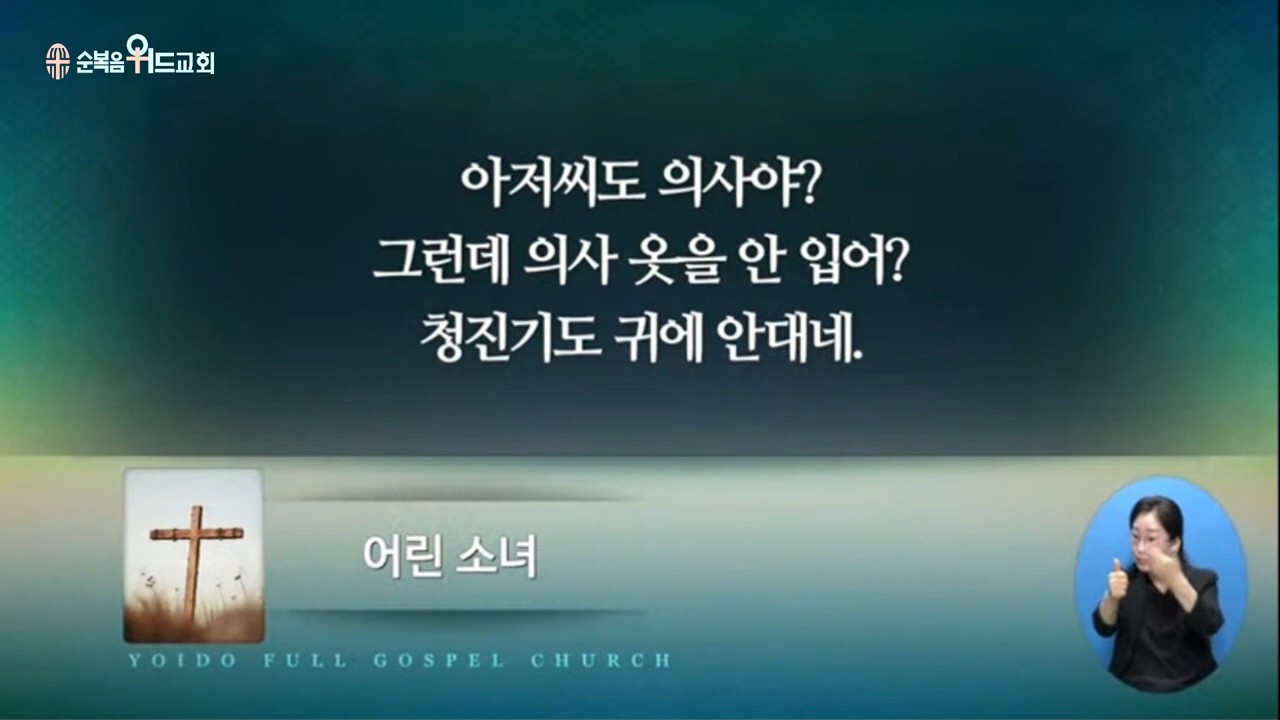 순복음위드교회
아저씨도 의사야?
그런데 의사 옷을 안 입어?
청진기도 귀에 안대네.
어린 소녀
YOIDO FULL GOSPEL CHURCH